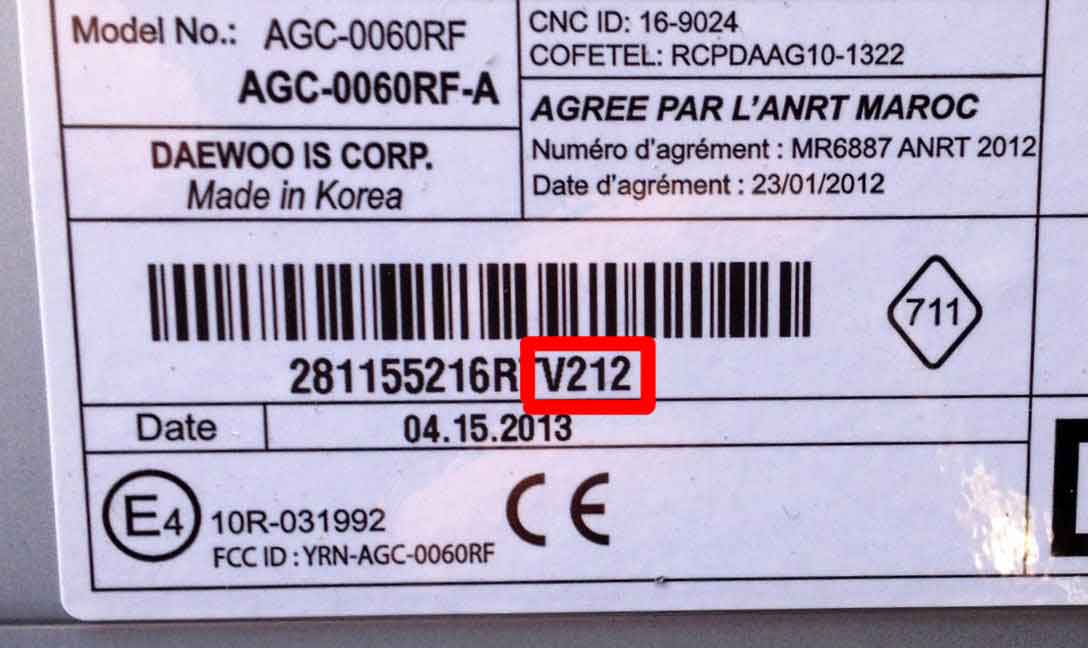 Model No.: AGC-0060RF
AGC-0060RF-A
DAEWOO IS CORP.
Made in Korea
CNC ID: 16-9024
COFETEL: RCPDAAG10-1322
AGREE PAR L'ANRT MAROC
Numéro d'agrément : MR6887 ANRT 2012
Date d'agrément : 23/01/2012
281155216RTV212
711
Date 04.15.2013
E4 10R-031992
FCC ID : YRN-AGC-0060RF
CE